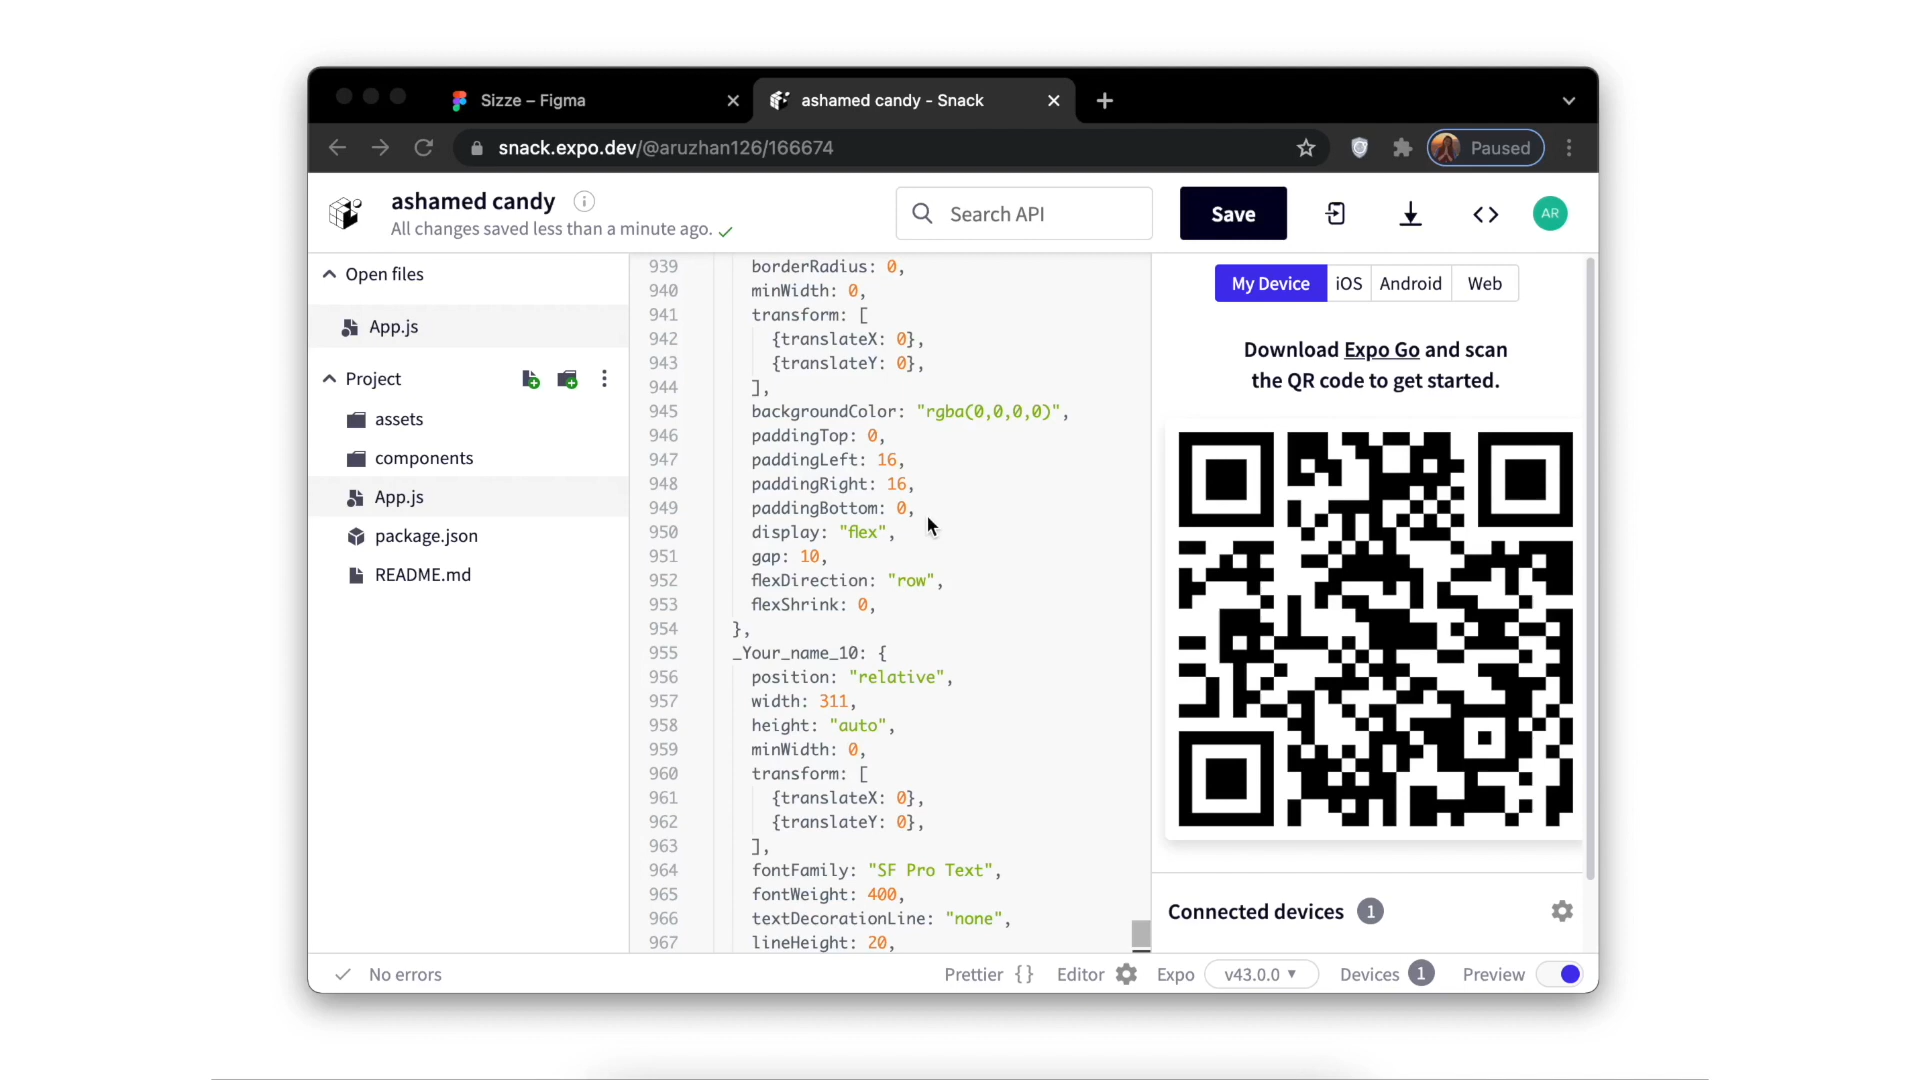 Sizze – Figma
ashamed candy - Snack
snack.expo.dev/@aruzhan126/166674
Paused
ashamed candy
All changes saved less than a minute ago.
Search API
Save
AR
Open files
App.js
Project
assets
components
App.js
package.json
README.md
939 borderRadius: 0,
940 minWidth: 0,
941 transform: [
942 {translateX: 0},
943 {translateY: 0},
944 ],
945 backgroundColor: "rgba(0,0,0,0)",
946 paddingTop: 0,
947 paddingLeft: 16,
948 paddingRight: 16,
949 paddingBottom: 0,
950 display: "flex",
951 gap: 10,
952 flexDirection: "row",
953 flexShrink: 0,
954 },
955 _Your_name_10: {
956 position: "relative",
957 width: 311,
958 height: "auto",
959 minWidth: 0,
960 transform: [
961 {translateX: 0},
962 {translateY: 0},
963 ],
964 fontFamily: "SF Pro Text",
965 fontWeight: 400,
966 textDecorationLine: "none",
967 lineHeight: 20,
My Device iOS Android Web
Download Expo Go and scan
the QR code to get started.
Connected devices 1
No errors
Prettier {} Editor Expo v43.0.0 Devices 1 Preview